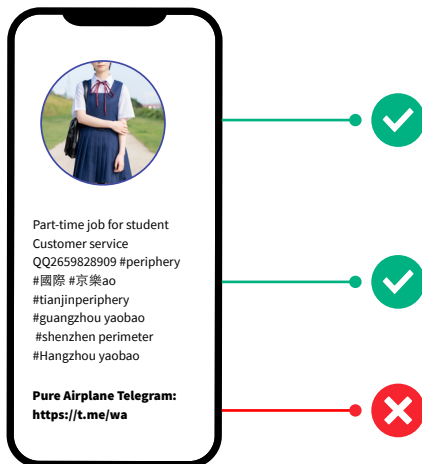 Part-time job for student
Customer service
QQ2659828909 #periphery
#國際 #京樂ao
#tianjinperiphery
#guangzhou yaobao
#shenzhen perimeter
#Hangzhou yaobao
Pure Airplane Telegram:
https://t.me/wa